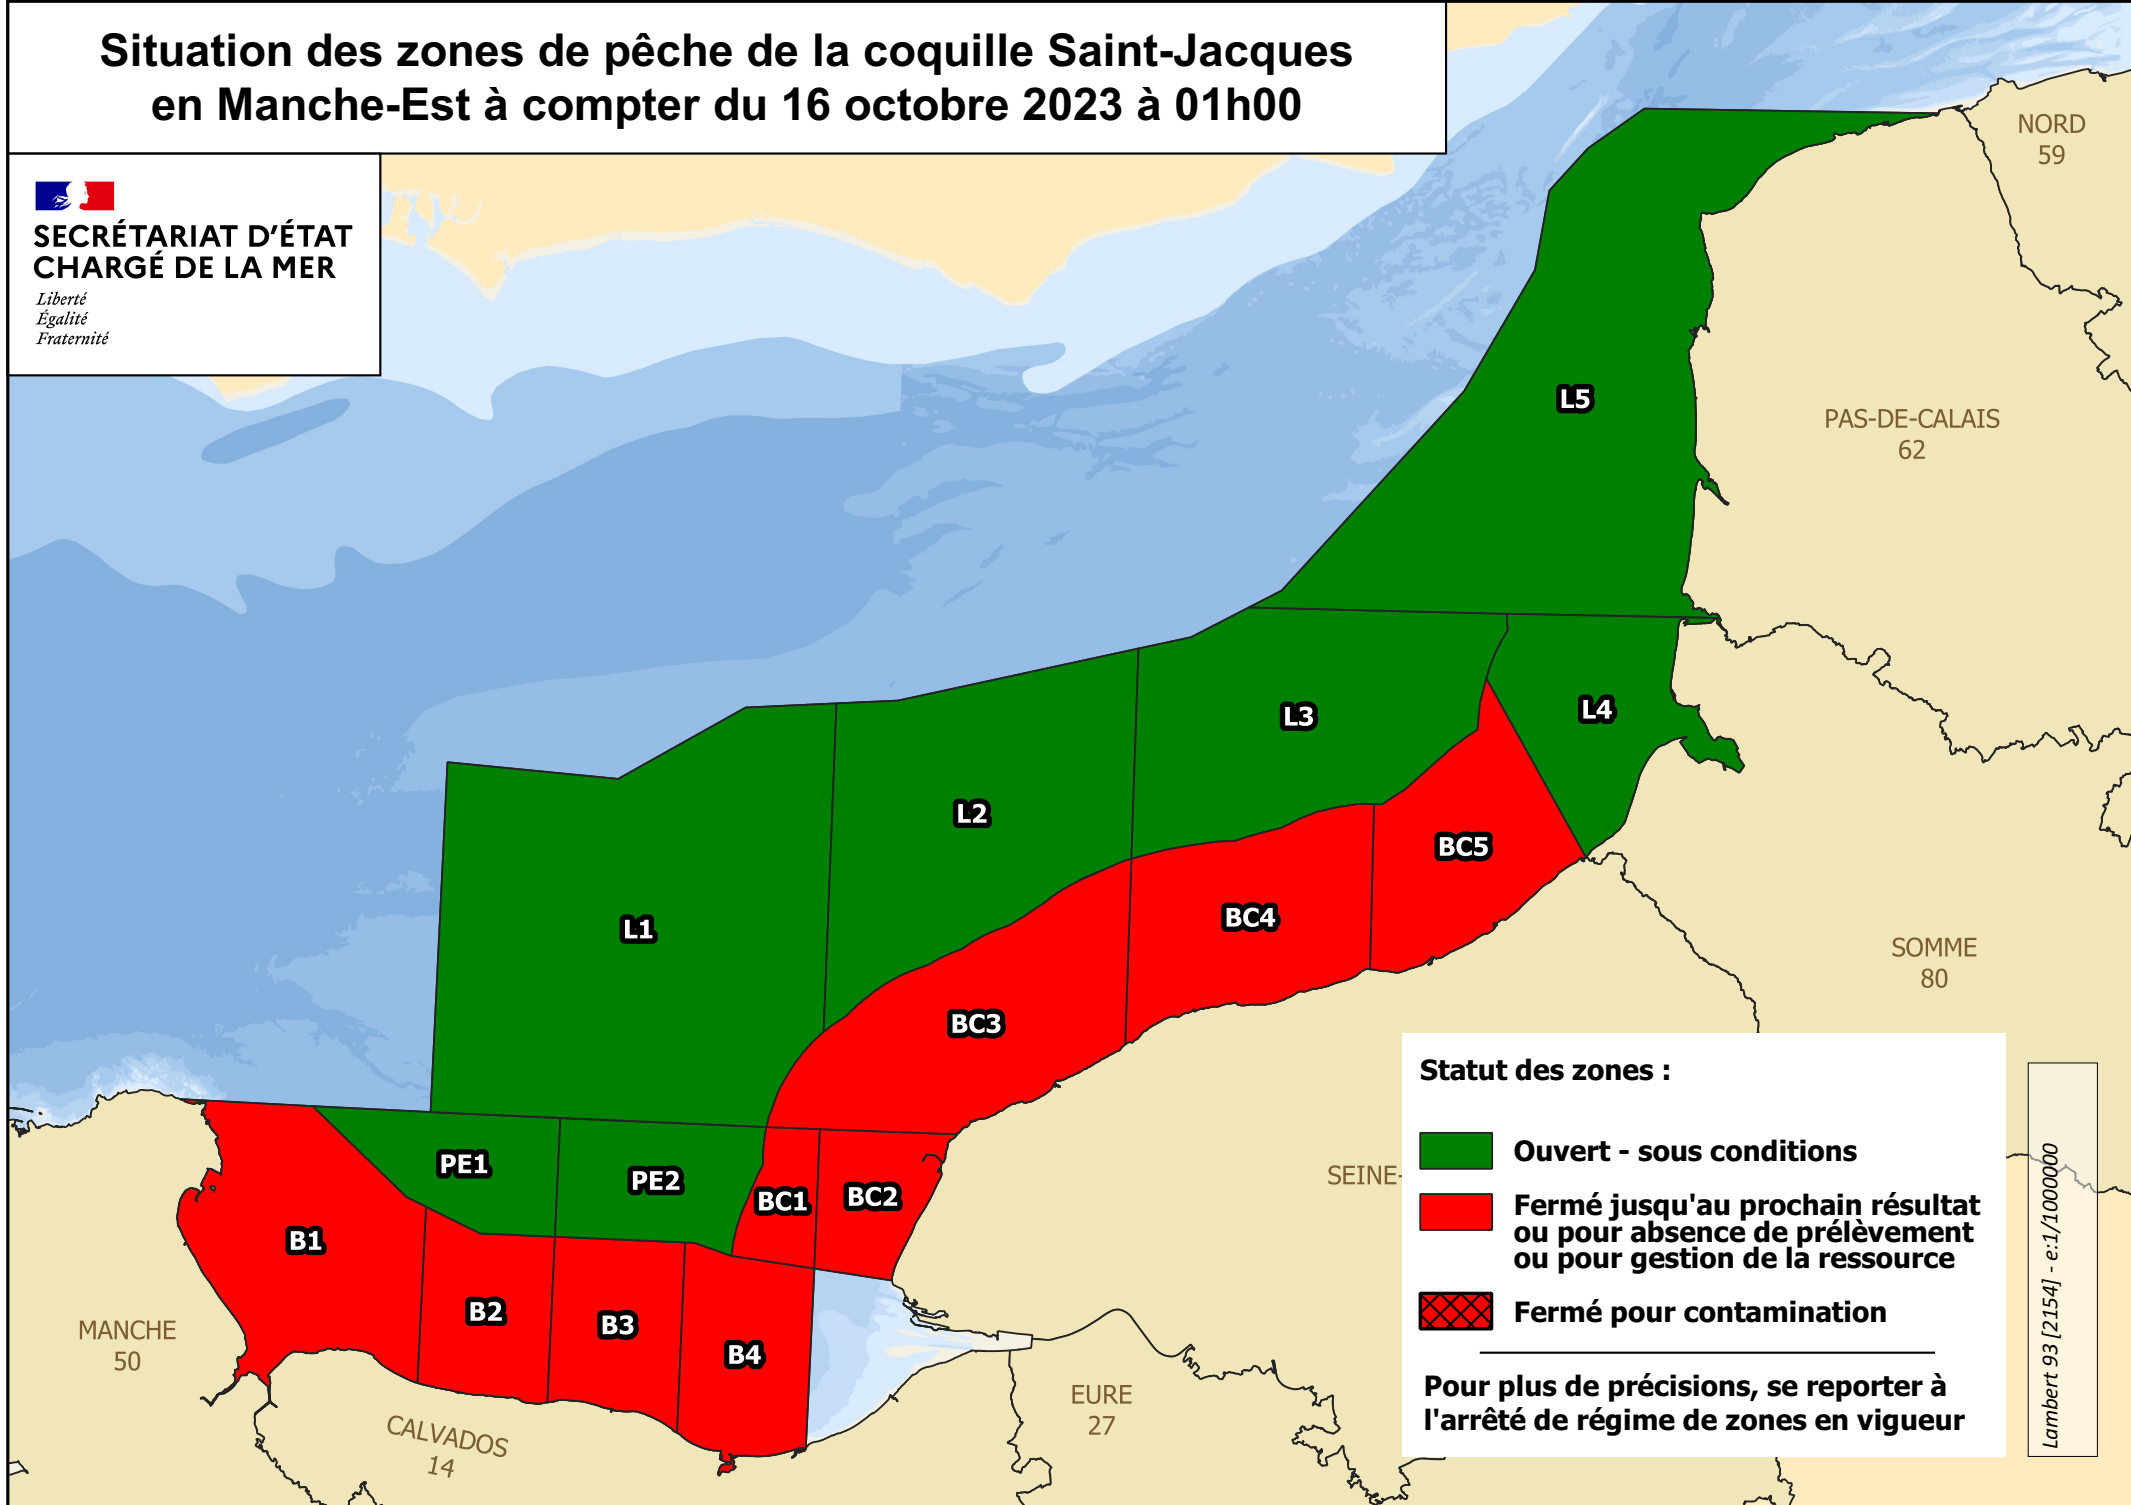 Situation des zones de pêche de la coquille Saint-Jacques
en Manche-Est à compter du 16 octobre 2023 à 01h00
SECRÉTARIAT D'ÉTAT
CHARGÉ DE LA MER
Liberté
Égalité
Fraternité
NORD
59
PAS-DE-CALAIS
62
L5
L4
L3
L2
L1
BC5
BC4
BC3
SOMME
80
PE1
PE2
BC1
BC2
B1
B2
B3
B4
SEINE-
MANCHE
50
CALVADOS
14
EURE
27
Statut des zones :
Ouvert - sous conditions
Fermé jusqu'au prochain résultat
ou pour absence de prélèvement
ou pour gestion de la ressource
Fermé pour contamination
Pour plus de précisions, se reporter à
l'arrêté de régime de zones en vigueur
Lambert 93 [2154] - e:1/1000000